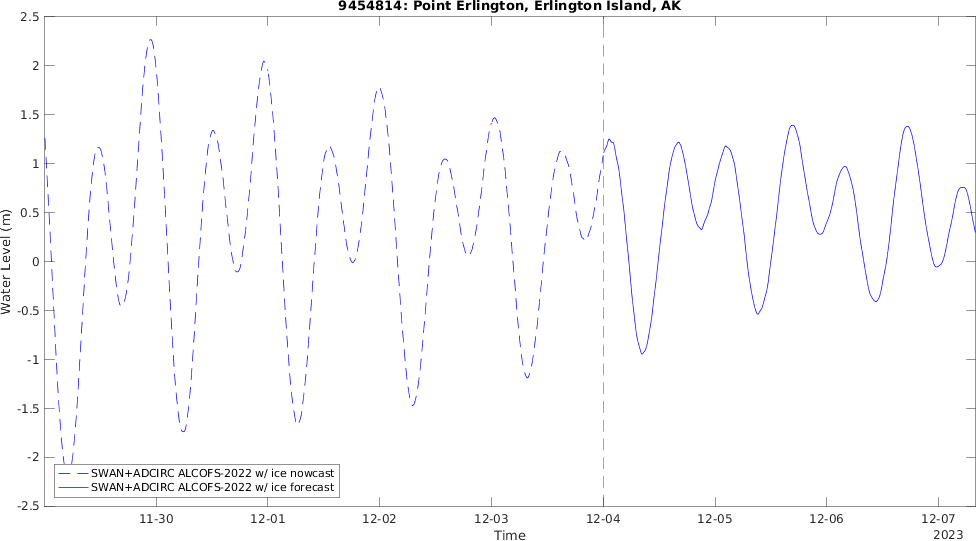 9454814: Point Erlington, Erlington Island, AK
2.5
2
1.5
1
0.5
0
-0.5
-1
-1.5
-2
-2.5
Water Level (m)
SWAN+ADCIRC ALCOFS-2022 w/ ice nowcast
SWAN+ADCIRC ALCOFS-2022 w/ ice forecast
11-30 12-01 12-02 12-03 12-04 12-05 12-06 12-07
Time
2023